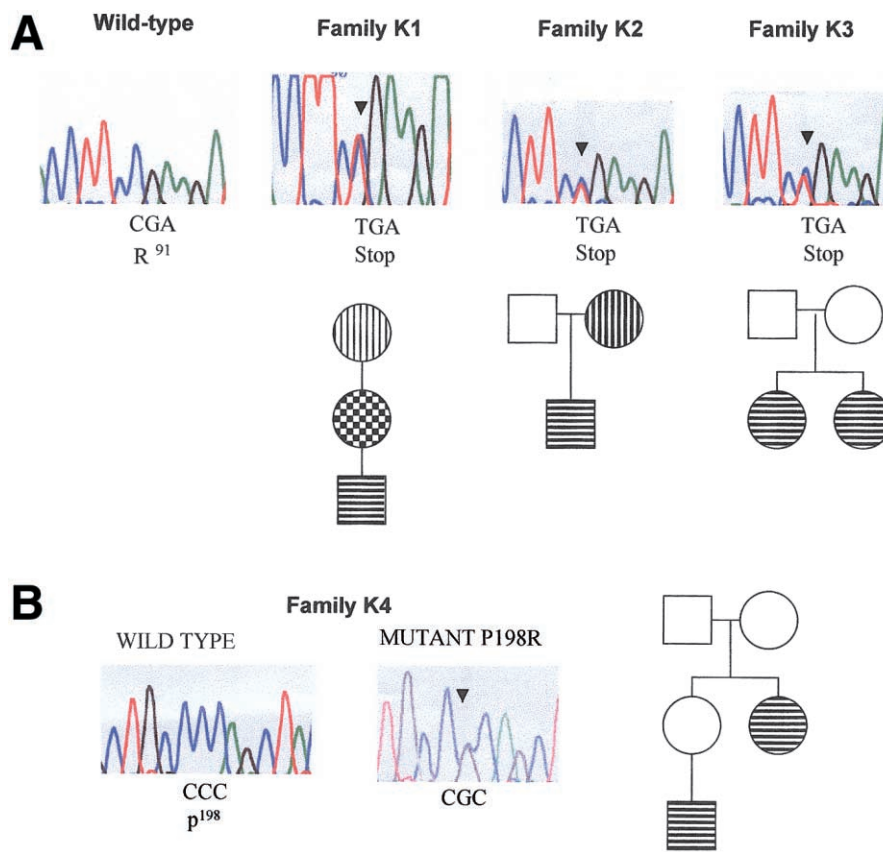 A
Wild-type
Family K1
Family K2
Family K3
CGA
R 91
TGA
Stop
TGA
Stop
TGA
Stop
B
Family K4
WILD TYPE
MUTANT P198R
CCC
p198
CGC